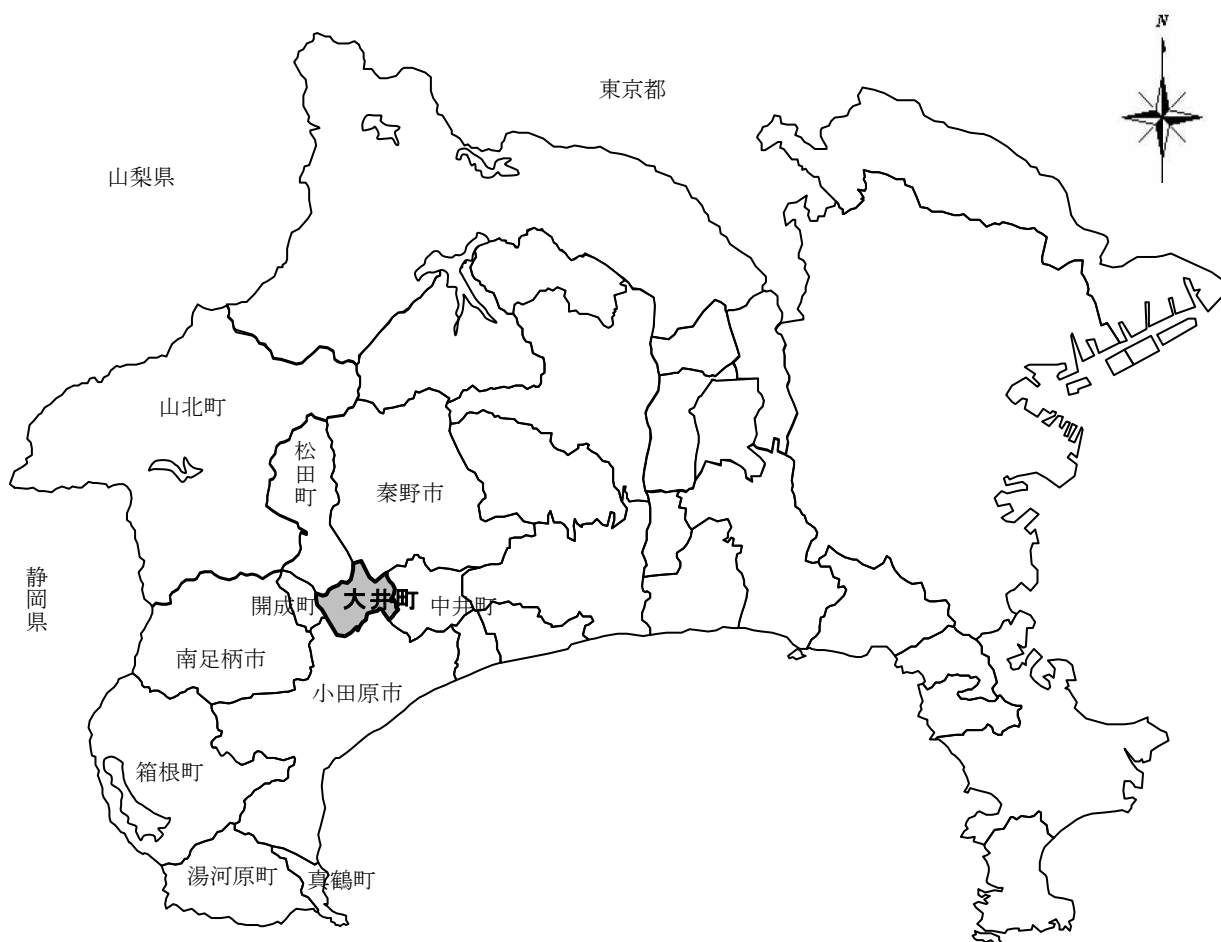 N
東京都
山梨県
山北町
松田町
秦野市
静岡県
開成町
大井町
中井町
南足柄市
小田原市
箱根町
湯河原町
真鶴町